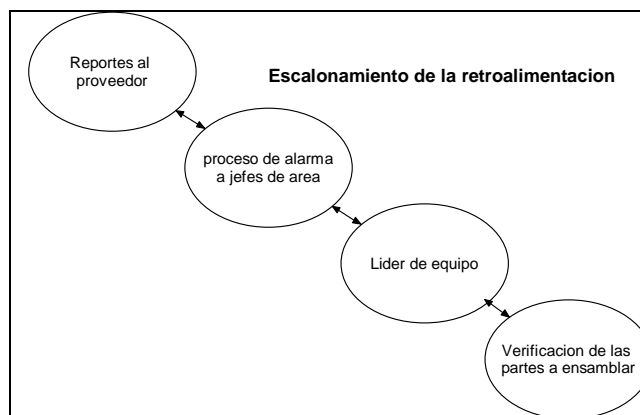 Reportes al
proveedor
Escalonamiento de la retroalimentacion
proceso de alarma
a jefes de area
Lider de equipo
Verificacion de las
partes a ensamblar